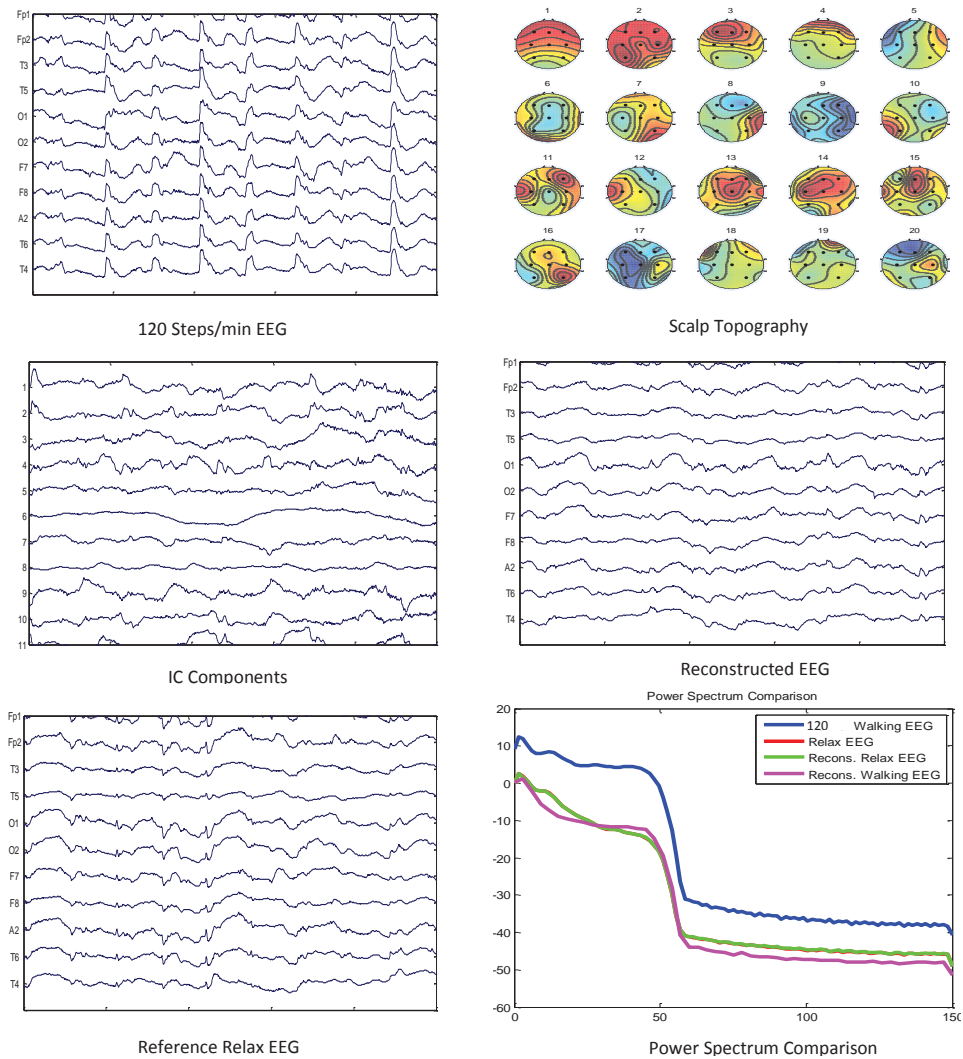 Fp1
Fp2
T3
T5
O1
O2
F7
F8
A2
T6
T4
120 Steps/min EEG
1 2 3 4 5
6 7 8 9 10
11 12 13 14 15
16 17 18 19 20
Scalp Topography
1
2
3
4
5
6
7
8
9
10
11
IC Components
Fp1
Fp2
T3
T5
O1
O2
F7
F8
A2
T6
T4
Reconstructed EEG
Fp1
Fp2
T3
T5
O1
O2
F7
F8
A2
T6
T4
Reference Relax EEG
Power Spectrum Comparison
20
10
0
-10
-20
-30
-40
-50
-60
0 50 100 150
120 Walking EEG
Relax EEG
Recons. Relax EEG
Recons. Walking EEG
Power Spectrum Comparison